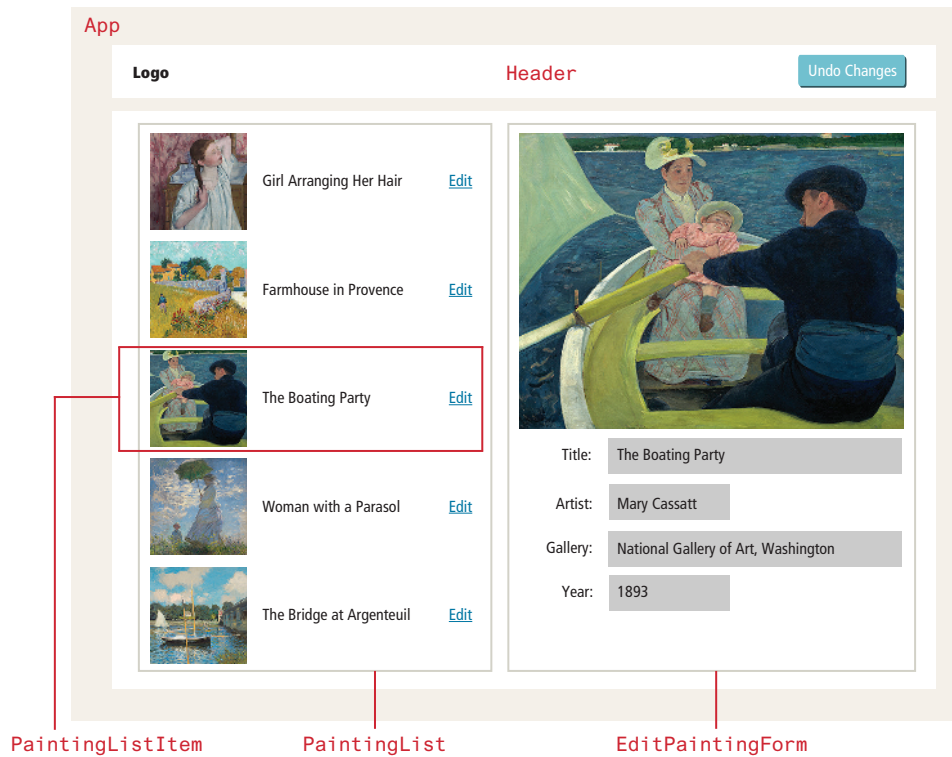 App
Logo
Header
Undo Changes
Girl Arranging Her Hair
Edit
Farmhouse in Provence
Edit
The Boating Party
Edit
Woman with a Parasol
Edit
The Bridge at Argenteuil
Edit
Title:
The Boating Party
Artist:
Mary Cassatt
Gallery:
National Gallery of Art, Washington
Year:
1893
PaintingListItem
PaintingList
EditPaintingForm